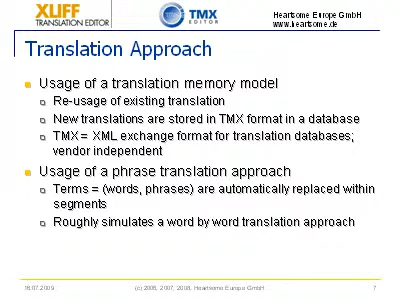 XLIFF
TRANSLATION EDITOR
TMX
EDITOR
Heartsome Europe GmbH
www.heartsome.de
Translation Approach
Usage of a translation memory model
Re-usage of existing translation
New translations are stored in TMX format in a database
TMX = XML exchange format for translation databases;
vendor independent
Usage of a phrase translation approach
Terms = (words, phrases) are automatically replaced within
segments
Roughly simulates a word by word translation approach
16.07.2009
(c) 2006, 2007, 2008, Heartsome Europe GmbH
7